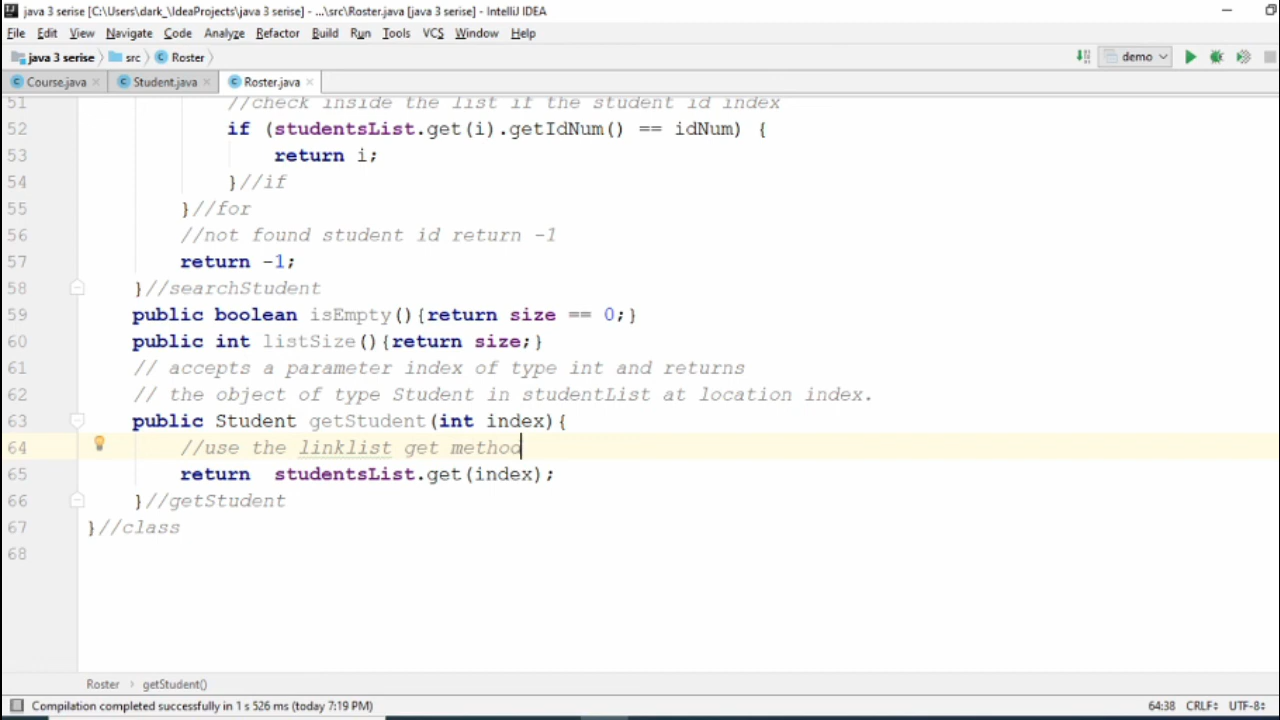 java 3 serise [C:\Users\dark_\IdeaProjects\java 3 serise] - ...\src\Roster.java [java 3 serise] - IntelliJ IDEA
File Edit View Navigate Code Analyze Refactor Build Run Tools VCS Window Help
java 3 serise src Roster demo
Course.java Student.java Roster.java
51 //check inside the list if the student id index
52 if (studentsList.get(i).getIdNum() == idNum) {
53 return i;
54 }//if
55 }//for
56 //not found student id return -1
57 return -1;
58 }//searchStudent
59 public boolean isEmpty(){return size == 0;}
60 public int listSize(){return size;}
61 // accepts a parameter index of type int and returns
62 // the object of type Student in studentList at location index.
63 public Student getStudent(int index){
64 //use the linklist get method
65 return  studentsList.get(index);
66 }//getStudent
67 }//class
68
Roster getStudent()
Compilation completed successfully in 1 s 526 ms (today 7:19 PM) 64:38 CRLF UTF-8